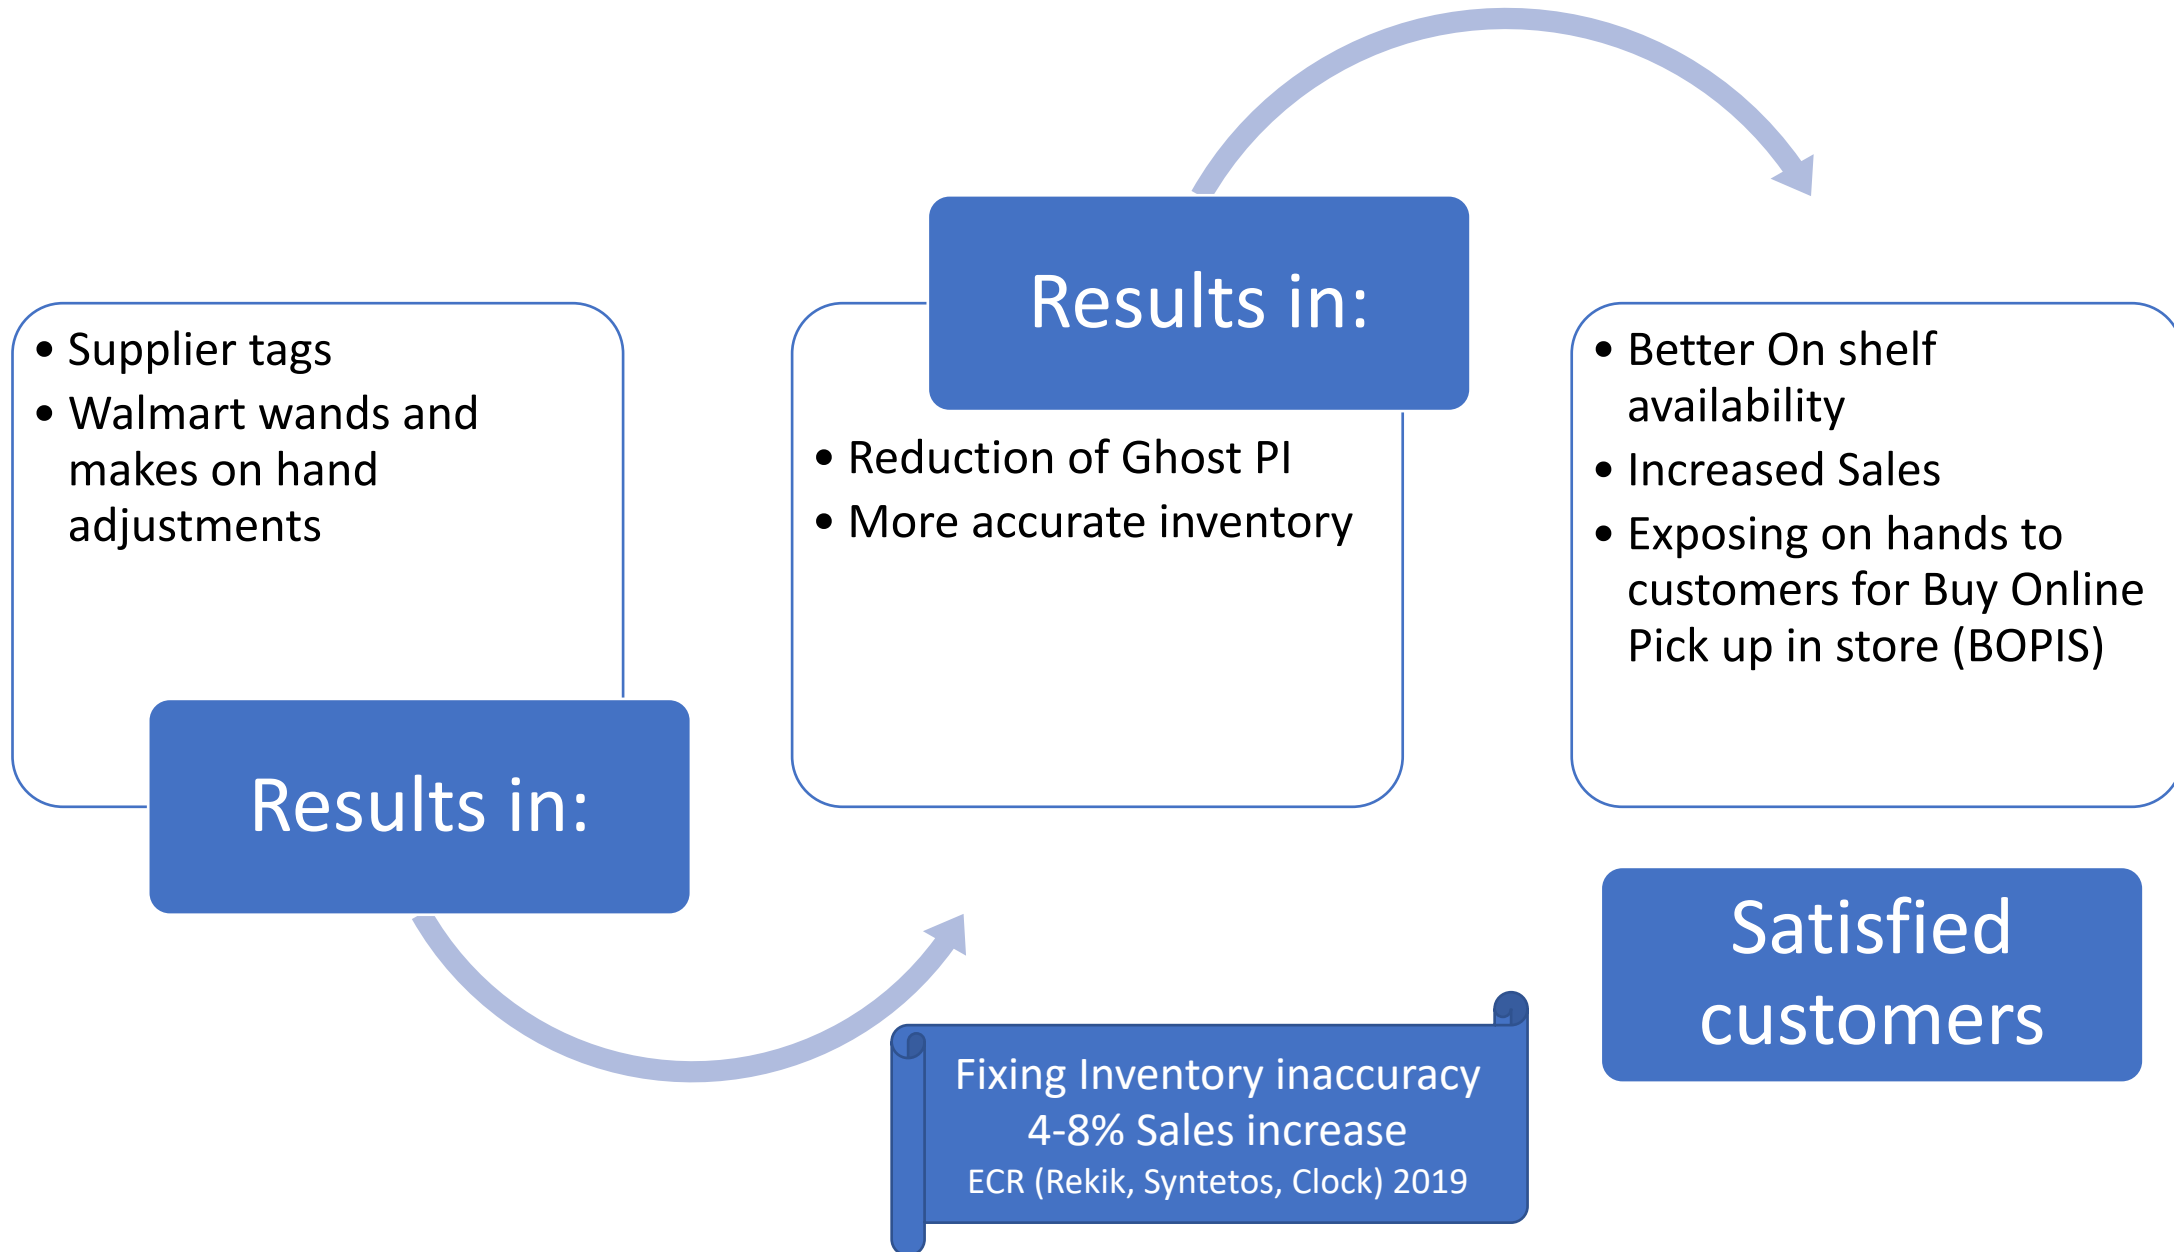 • Supplier tags
• Walmart wands and
makes on hand
adjustments
Results in:
Results in:
• Reduction of Ghost PI
• More accurate inventory
• Better On shelf
availability
• Increased Sales
• Exposing on hands to
customers for Buy Online
Pick up in store (BOPIS)
Satisfied
customers
Fixing Inventory inaccuracy
4-8% Sales increase
ECR (Rekik, Syntetos, Clock) 2019